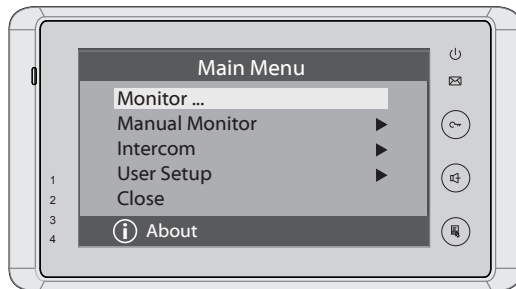 Main Menu
Monitor ...
Manual Monitor
Intercom
User Setup
Close
About
1
2
3
4